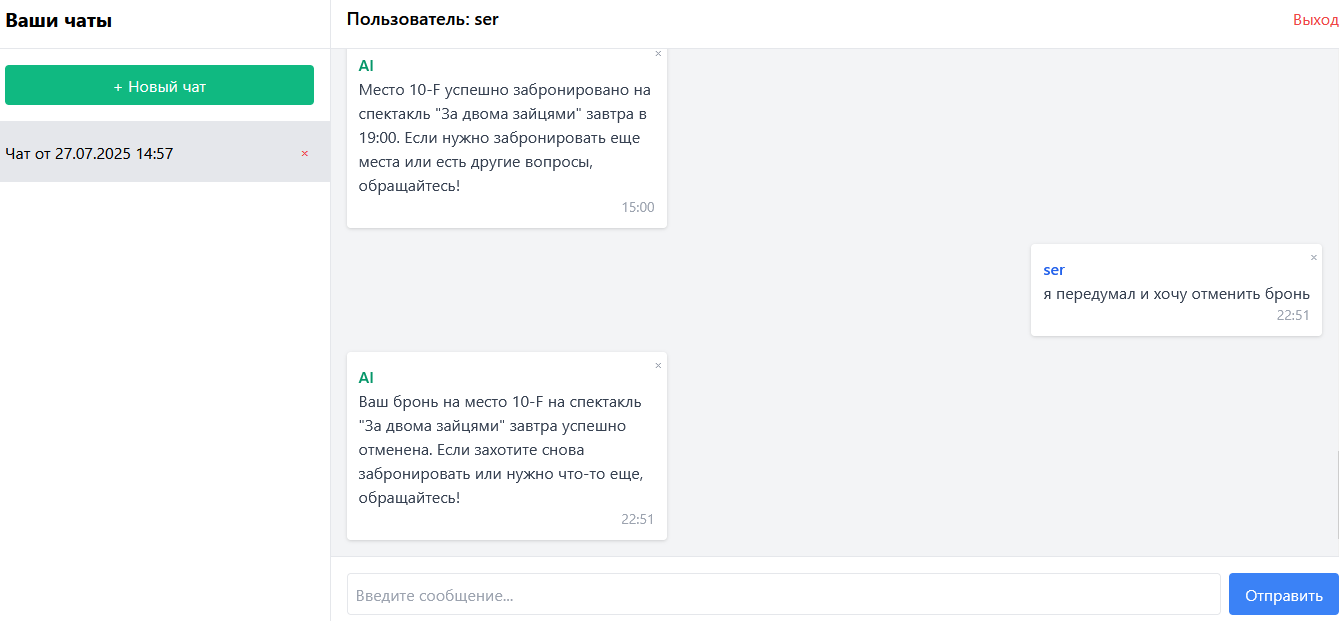 Ваши чаты
+ Новый чат
Чат от 27.07.2025 14:57 ×
Пользователь: ser
Выход
×
AI
Место 10-F успешно забронировано на
спектакль "За двома зайцями" завтра в
19:00. Если нужно забронировать еще
места или есть другие вопросы,
обращайтесь!
15:00
×
ser
я передумал и хочу отменить бронь
22:51
×
AI
Ваш бронь на место 10-F на спектакль
"За двома зайцями" завтра успешно
отменена. Если захотите снова
забронировать или нужно что-то еще,
обращайтесь!
22:51
Введите сообщение...
Отправить